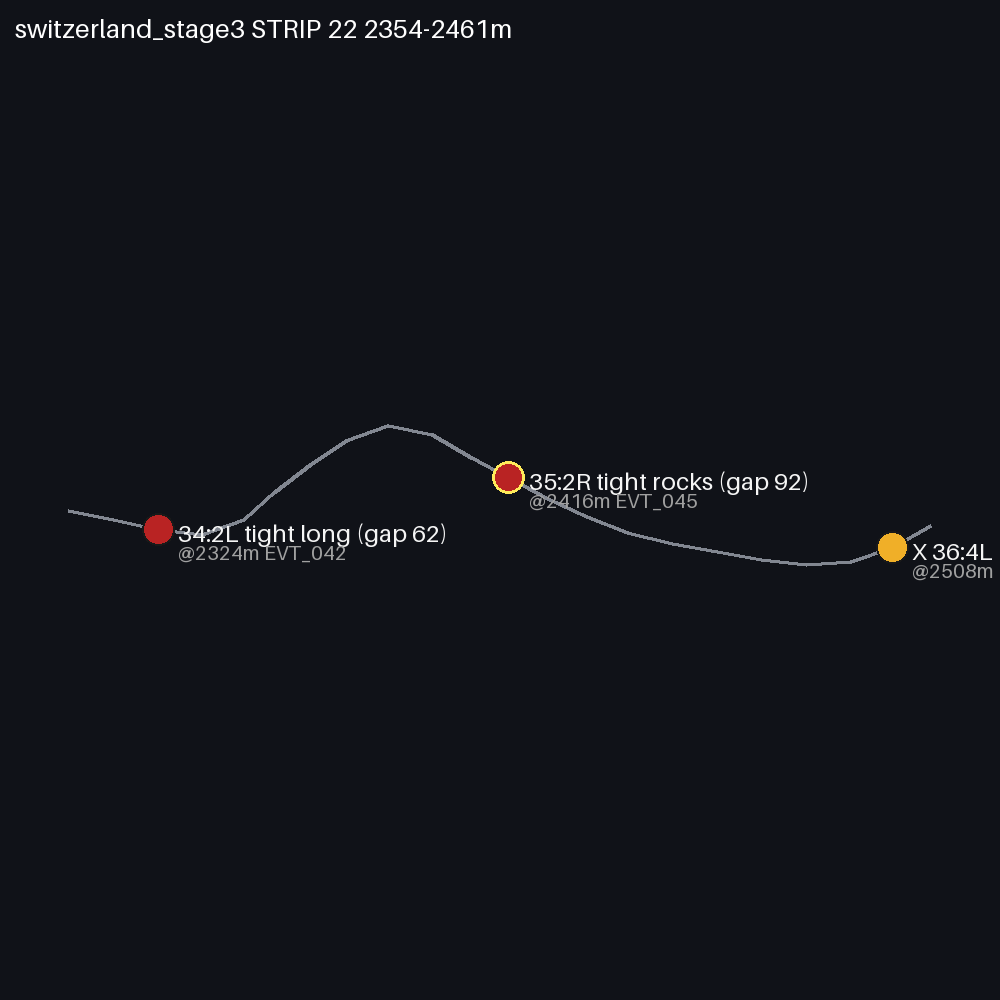 switzerland_stage3 STRIP 22 2354-2461m
35:2R tight rocks (gap 92)
@2416m EVT_045
34:2L tight long (gap 62)
@2324m EVT_042
X 36:4L
@2508m